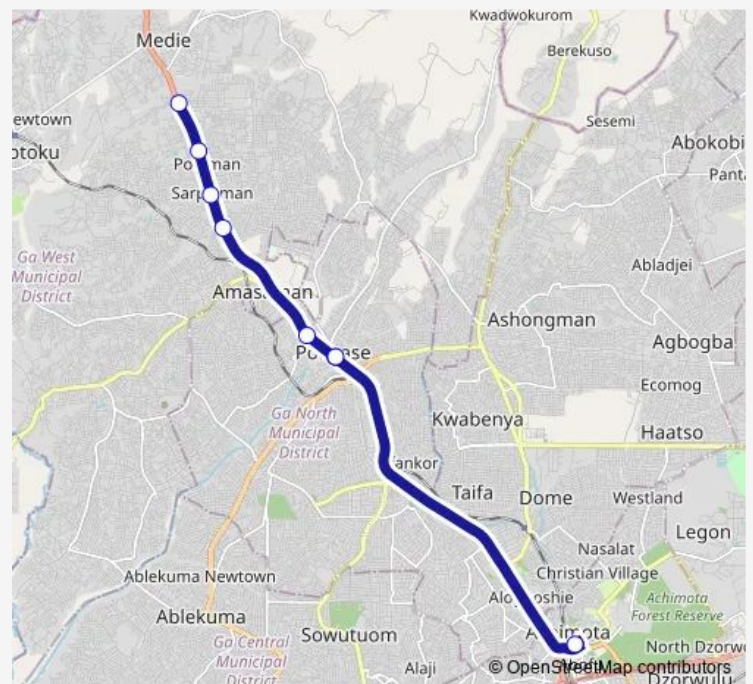 Kwadwokurom
Medie
Berekuso
ewtown
Sesemi
otoku
Abokobi
Panta
Ga West
Municipal
District
Abladjei
Ashongman
Agbogba
Ecomog
Ga North
Municipal
District
Kwabenya
Haatso
Taifa
Dome
Westland
Legon
Nasalat
Christian Village
Ablekuma Newtown
Achimota
Forest Reserve
Ablekuma
Sowutuom
North Dzorw
Ga Central
Municipal
District
Alaji
© OpenStreetMap contributors
Dzorwulu